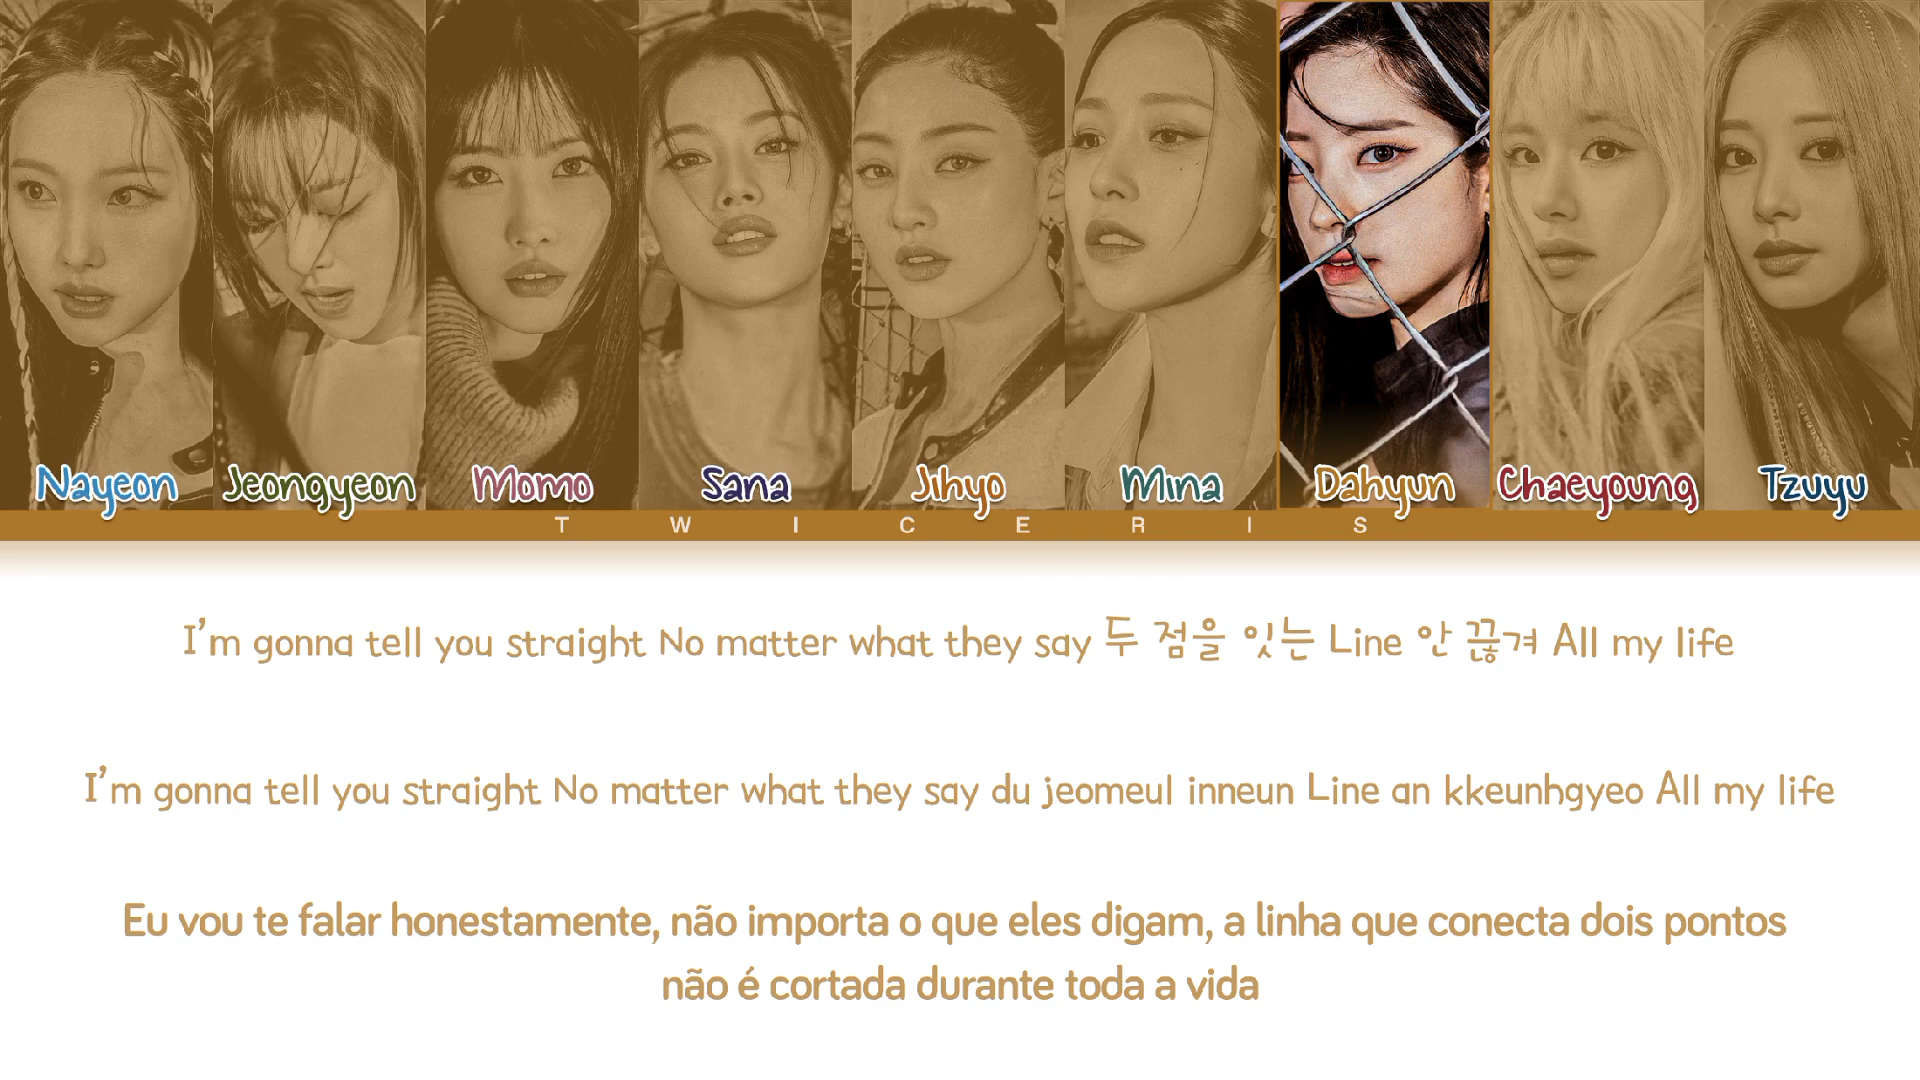 Nayeon Jeongyeon Momo Sana Jihyo Mina Dahyun Chaeyoung Tzuyu
T W I C E R I S
I'm gonna tell you straight No matter what they say 두 점을 잇는 Line 안 끊겨 All my life
I'm gonna tell you straight No matter what they say du jeomeul inneun Line an kkeunhgyeo All my life
Eu vou te falar honestamente, não importa o que eles digam, a linha que conecta dois pontos
não é cortada durante toda a vida